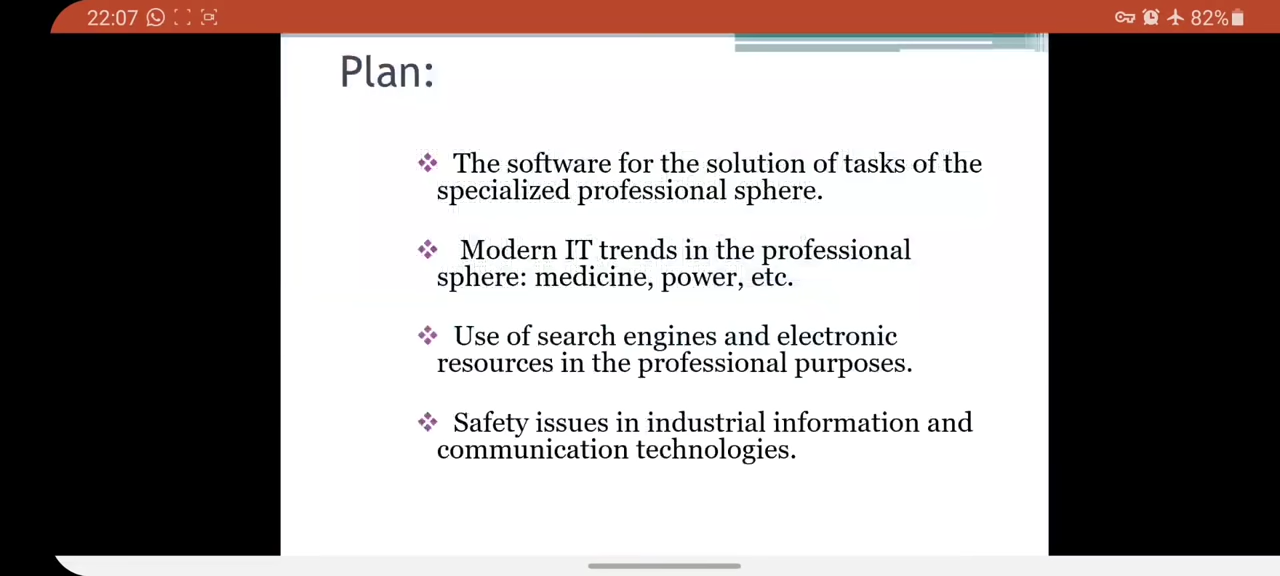 22:07
82%
Plan:
The software for the solution of tasks of the
specialized professional sphere.
Modern IT trends in the professional
sphere: medicine, power, etc.
Use of search engines and electronic
resources in the professional purposes.
Safety issues in industrial information and
communication technologies.